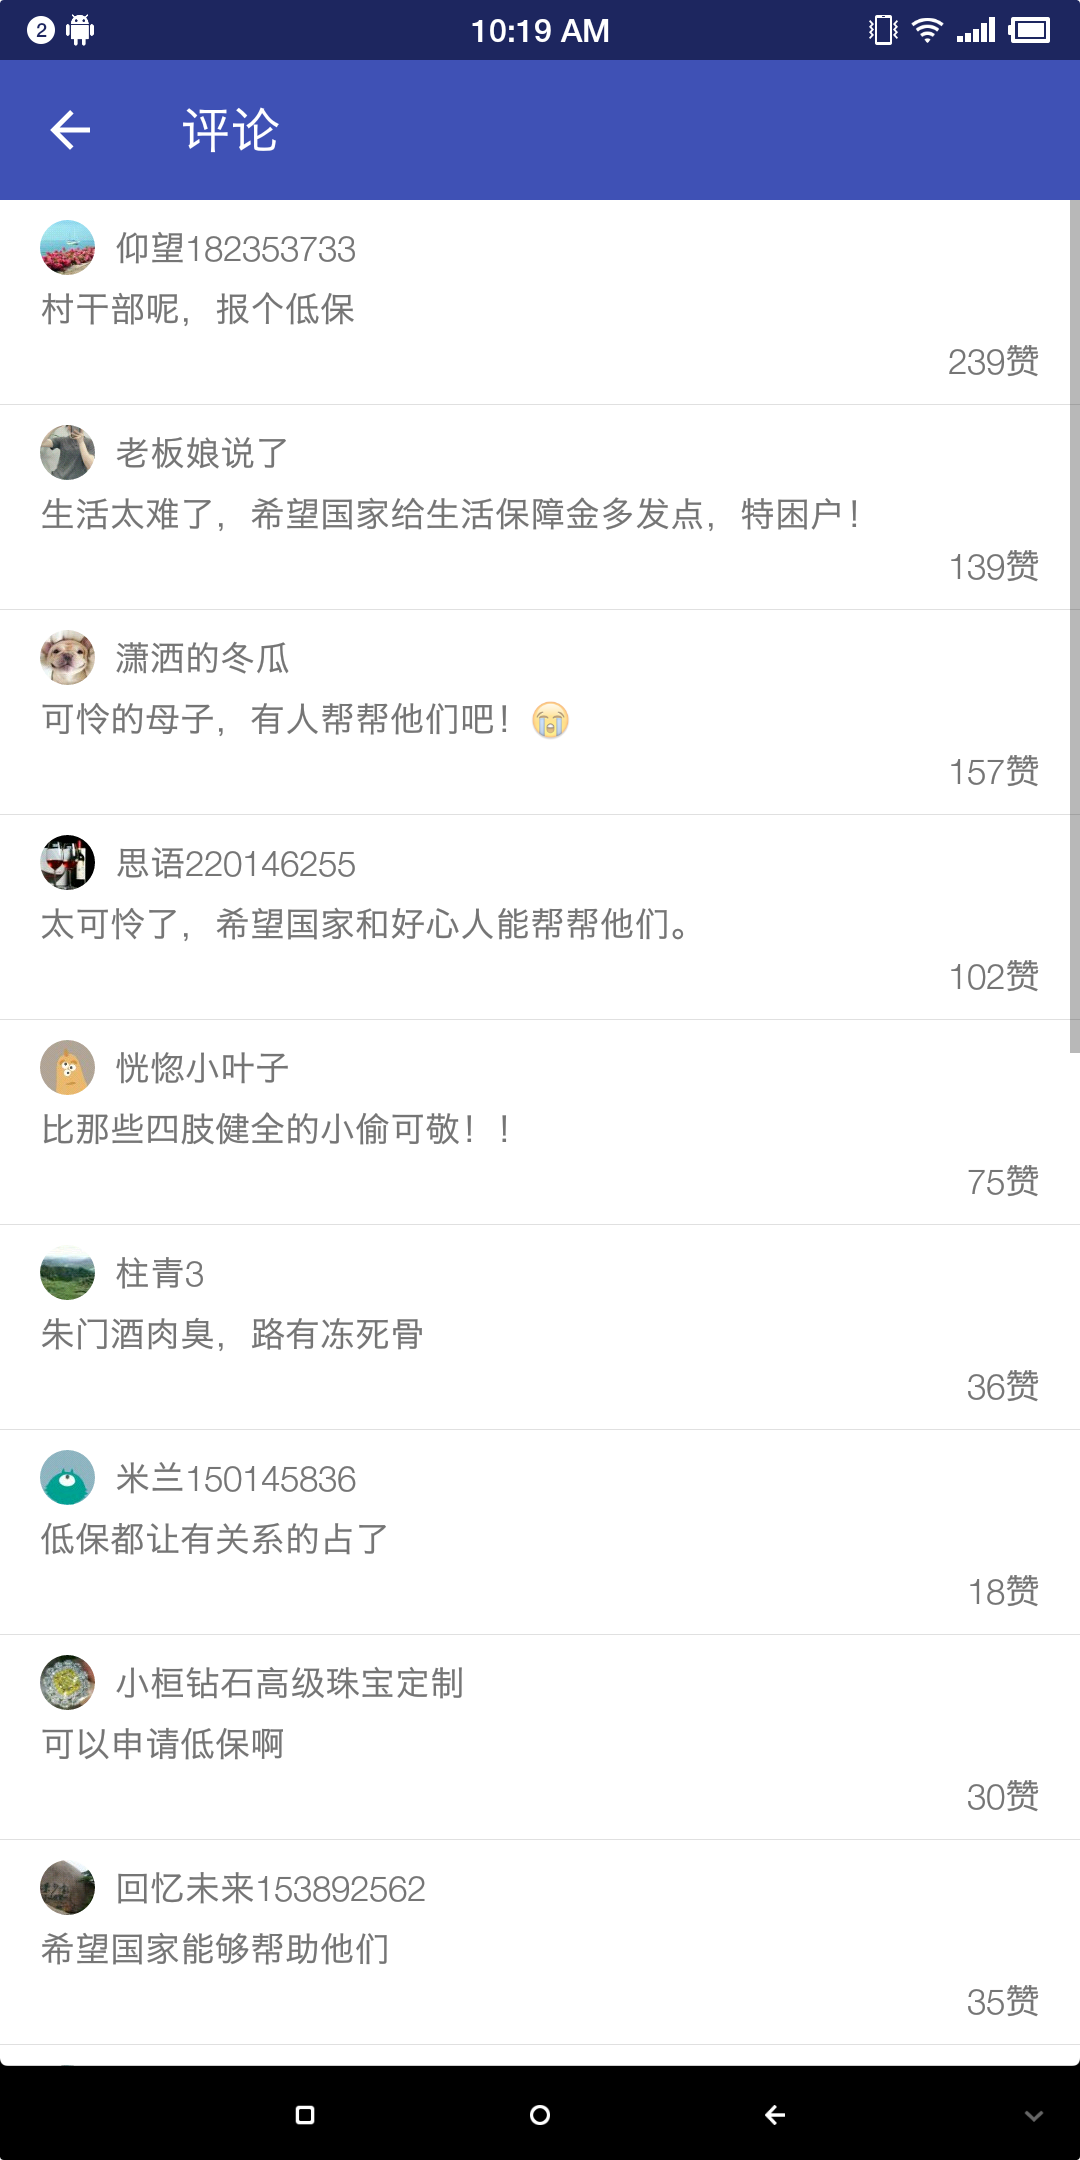 2
10:19 AM
评论
仰望182353733
村干部呢，报个低保
239赞
老板娘说了
生活太难了，希望国家给生活保障金多发点，特困户！
139赞
潇洒的冬瓜
可怜的母子，有人帮帮他们吧！😭
157赞
思语220146255
太可怜了，希望国家和好心人能帮帮他们。
102赞
恍惚小叶子
比那些四肢健全的小偷可敬！！
75赞
柱青3
朱门酒肉臭，路有冻死骨
36赞
米兰150145836
低保都让有关系的占了
18赞
小桓钻石高级珠宝定制
可以申请低保啊
30赞
回忆未来153892562
希望国家能够帮助他们
35赞